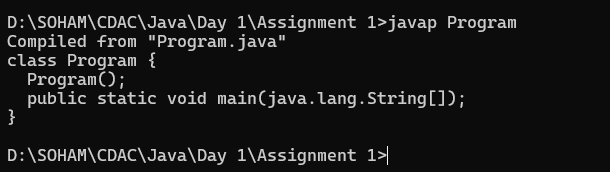 D:\SOHAM\CDAC\Java\Day 1\Assignment 1>javap Program
Compiled from "Program.java"
class Program {
  Program();
  public static void main(java.lang.String[]);
}
D:\SOHAM\CDAC\Java\Day 1\Assignment 1>